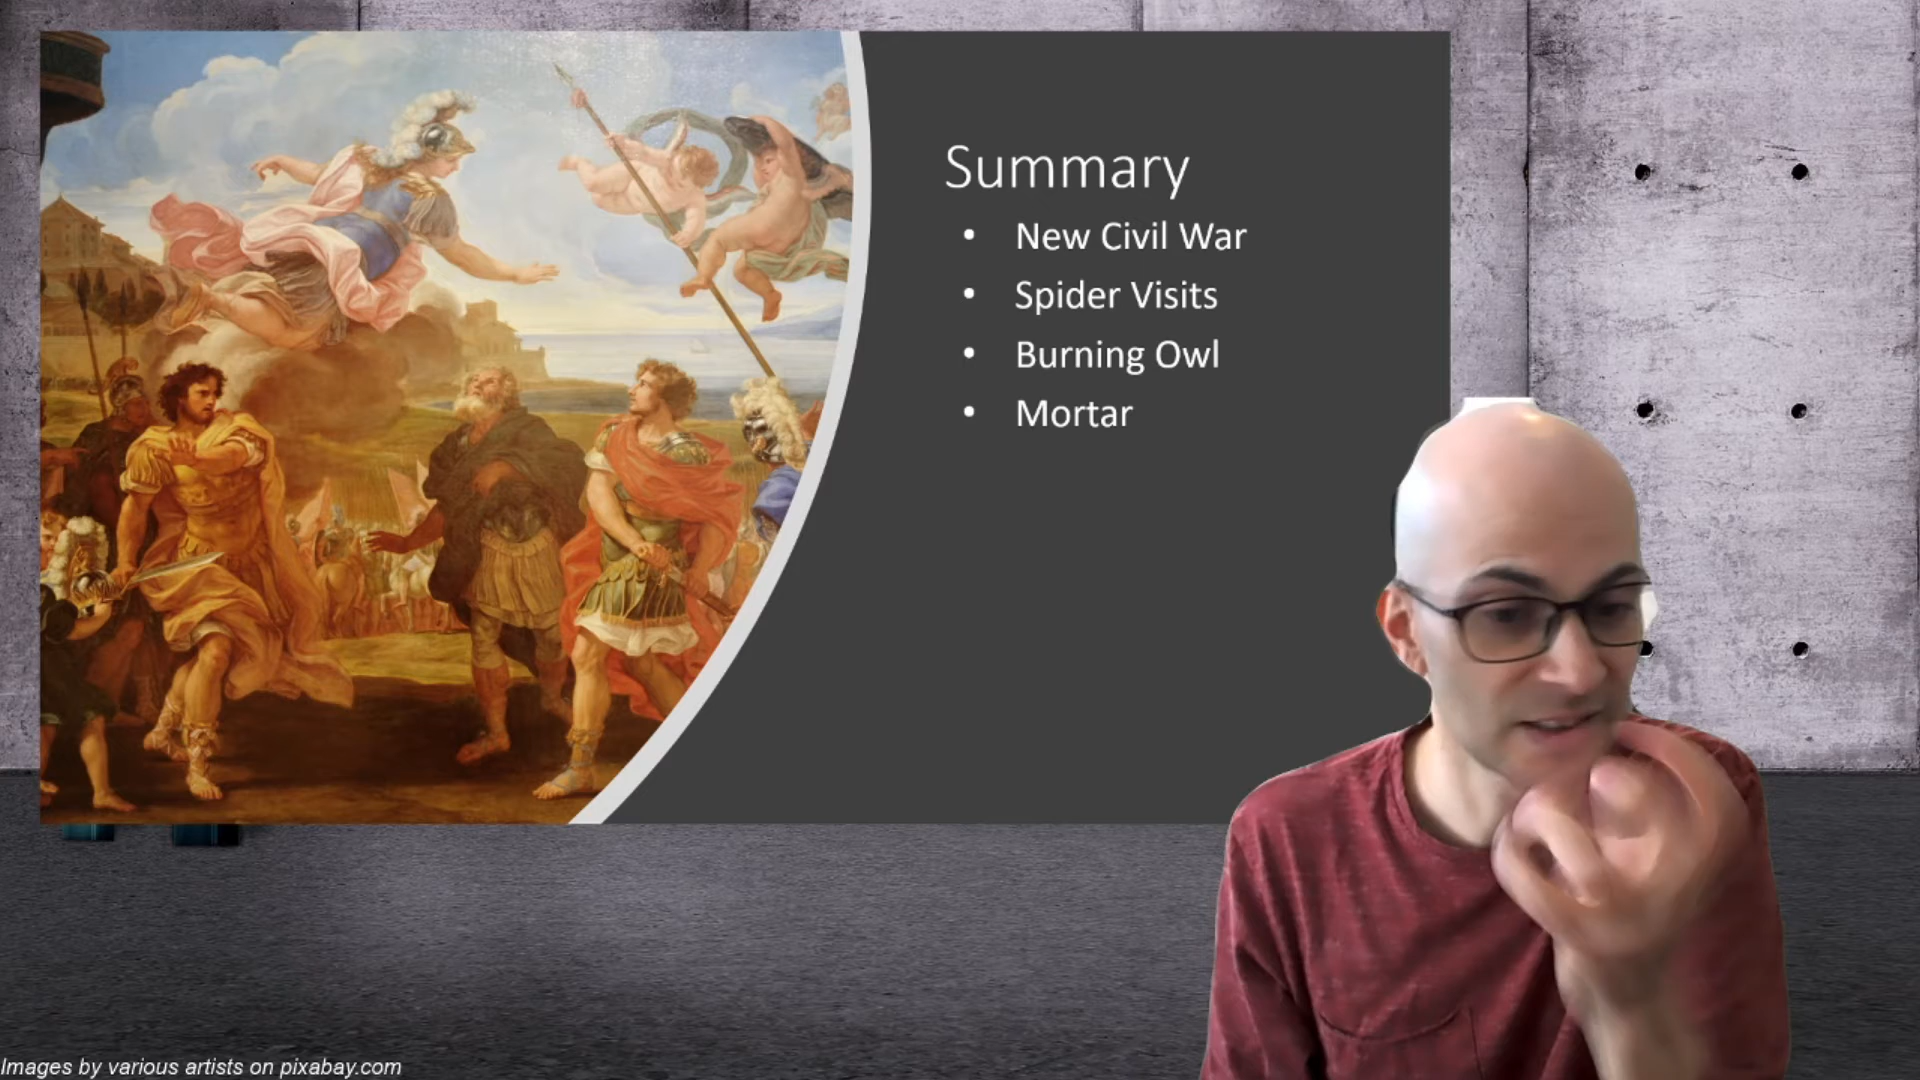 Summary
• New Civil War
• Spider Visits
• Burning Owl
• Mortar
Images by various artists on pixabay.com